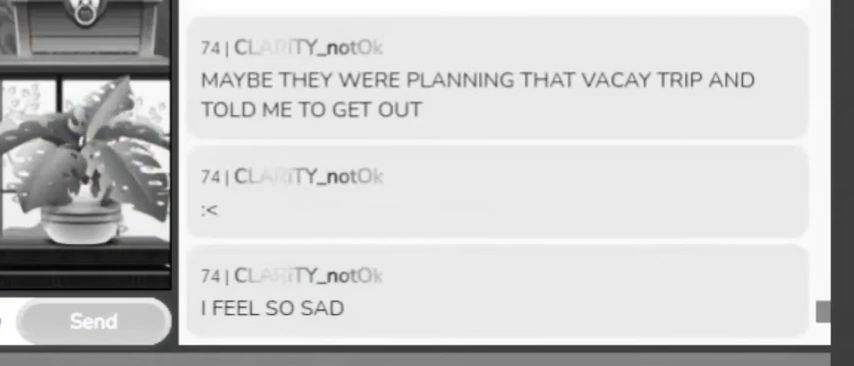 74 | CLARiTY_notOk
MAYBE THEY WERE PLANNING THAT VACAY TRIP AND
TOLD ME TO GET OUT
74 | CLARiTY_notOk
:<
74 | CLARiTY_notOk
I FEEL SO SAD
Send